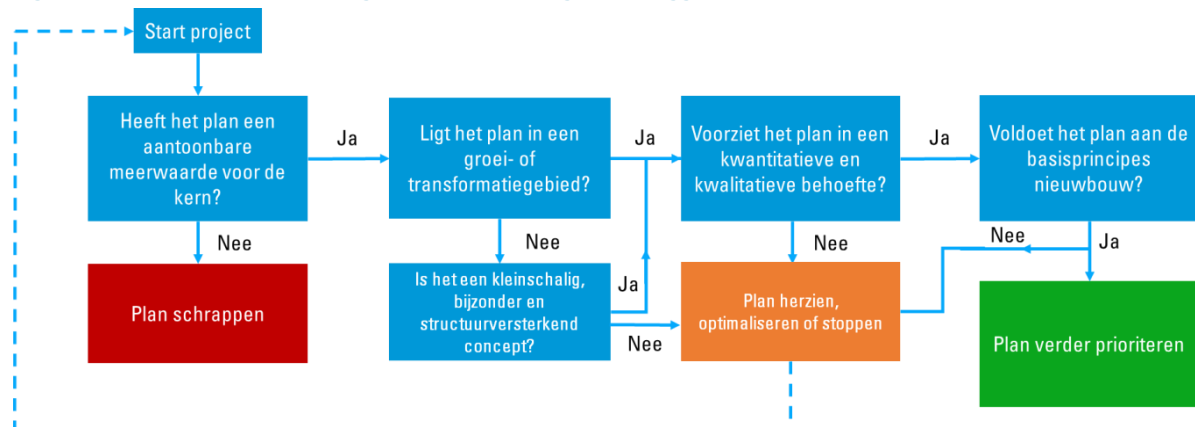 Start project
Heeft het plan een
aantoonbare
meerwaarde voor de
kern?
Ja
Ligt het plan in een
groei- of
transformatiegebied?
Ja
Voorziet het plan in een
kwantitatieve en
kwalitatieve behoefte?
Ja
Voldoet het plan aan de
basisprincipes
nieuwbouw?
Nee
Nee
Nee
Nee
Ja
Plan schrappen
Is het een kleinschalig,
bijzonder en
structuurversterkend
concept?
Ja
Nee
Plan herzien,
optimaliseren of stoppen
Plan verder prioriteren